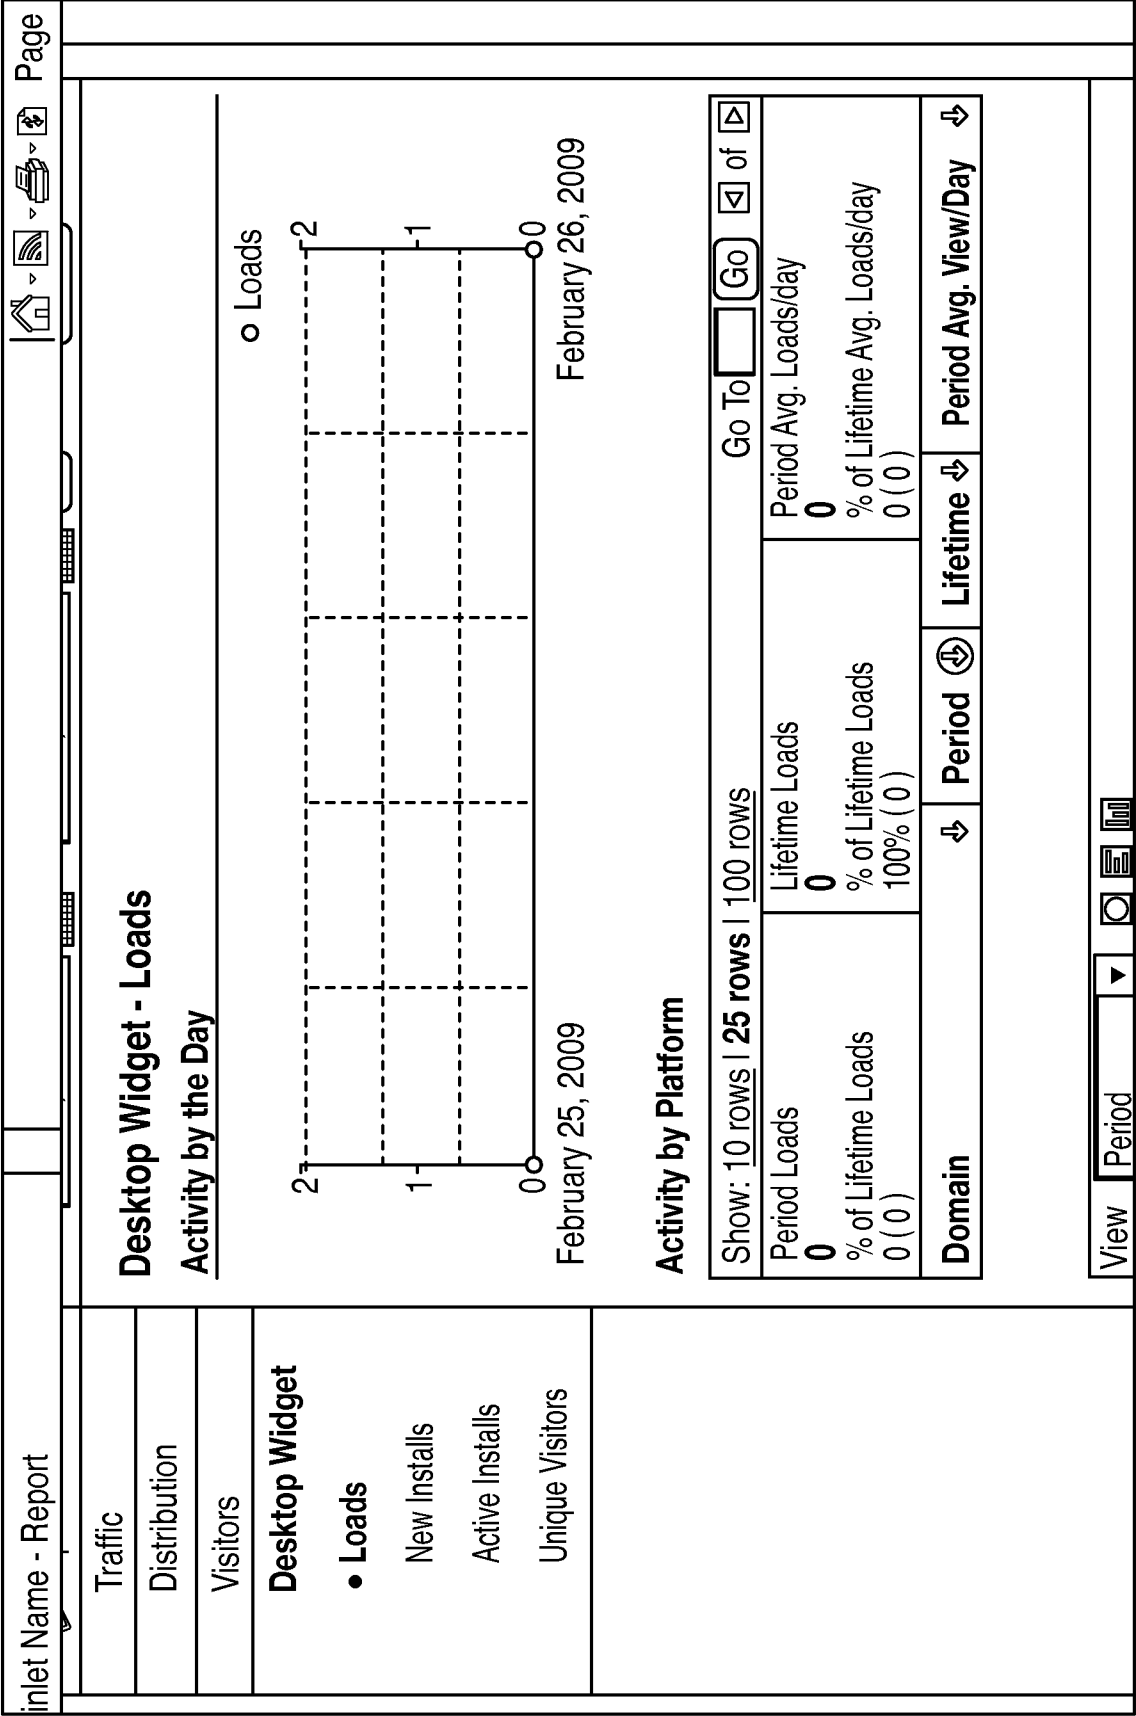 inlet Name - Report
Page
Traffic
Distribution
Visitors
Desktop Widget
• Loads
New Installs
Active Installs
Unique Visitors
Desktop Widget - Loads
Activity by the Day
Loads
2 2
1 1
0 0
February 25, 2009 February 26, 2009
Activity by Platform
Show: 10 rows | 25 rows | 100 rows Go To Go of
Period Loads
0
% of Lifetime Loads
0 ( 0 )
Lifetime Loads
0
% of Lifetime Loads
100% ( 0 )
Period Avg. Loads/day
0
% of Lifetime Avg. Loads/day
0 ( 0 )
Domain Period Lifetime Period Avg. View/Day
View Period